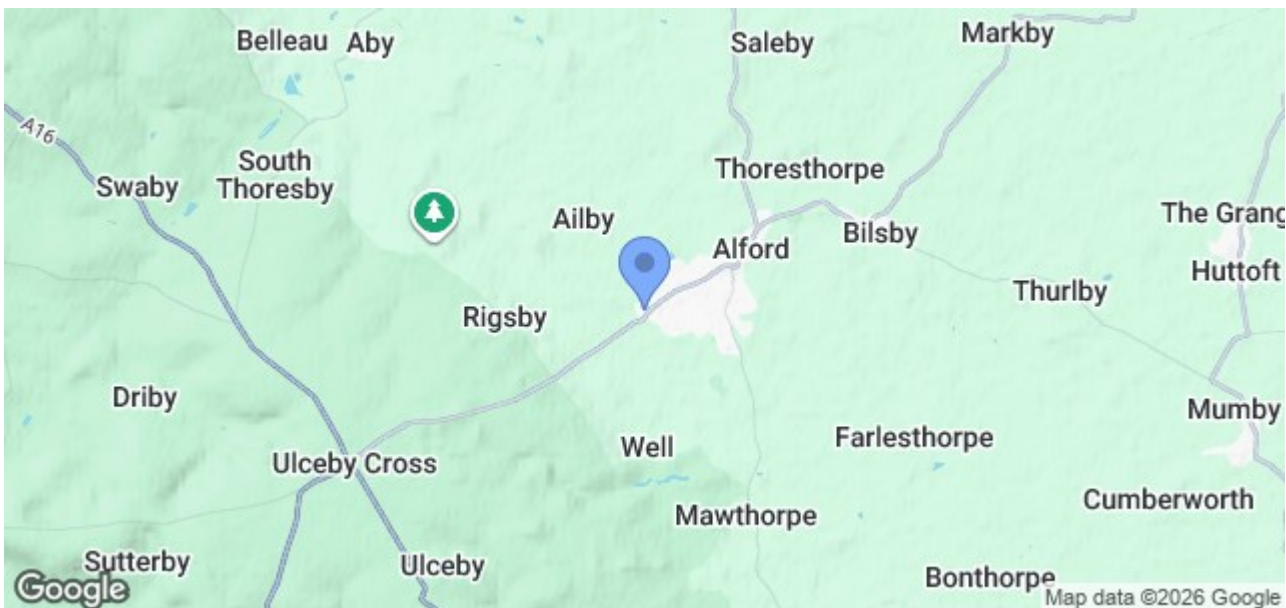 Belleau
Aby
Saleby
Markby
A16
South
Thoresby
Swaby
Thoresthorpe
Ailby
Alford
Bilsby
The Grang
Huttoft
Thurlby
Rigsby
Driby
Mumby
Ulceby Cross
Well
Farlesthorpe
Cumberworth
Mawthorpe
Sutterby
Ulceby
Bonthorpe
Google
Map data ©2026 Google